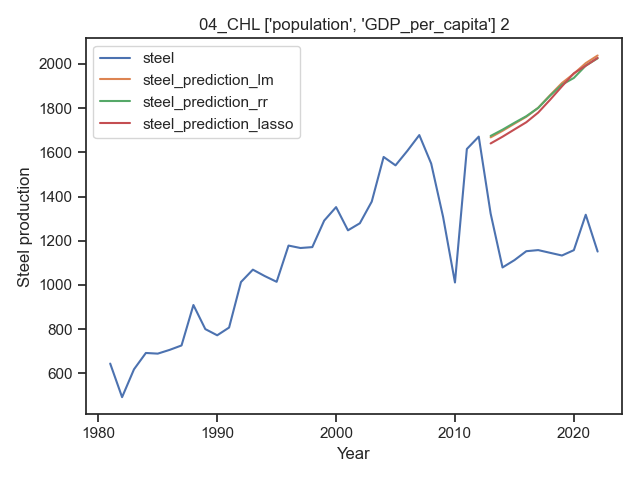 04_CHL ['population', 'GDP_per_capita'] 2
steel
steel_prediction_lm
steel_prediction_rr
steel_prediction_lasso
2000
1800
1600
1400
1200
1000
800
600
Steel production
1980
1990
2000
2010
2020
Year